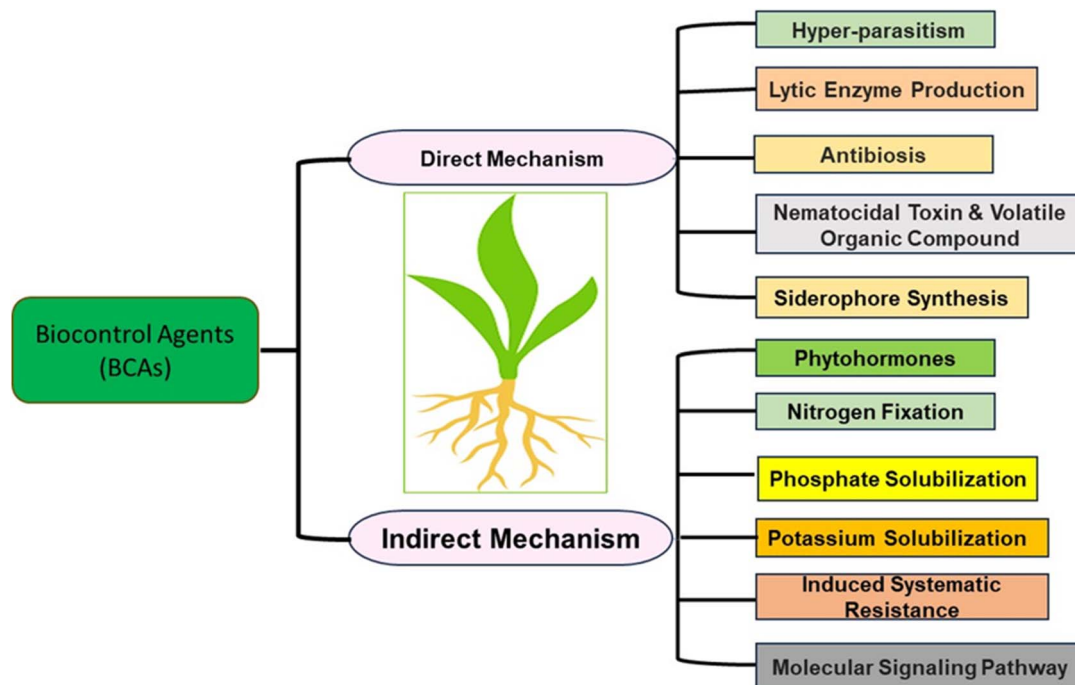 Biocontrol Agents
(BCAs)
Direct Mechanism
Hyper-parasitism
Lytic Enzyme Production
Antibiosis
Nematocidal Toxin & Volatile
Organic Compound
Siderophore Synthesis
Indirect Mechanism
Phytohormones
Nitrogen Fixation
Phosphate Solubilization
Potassium Solubilization
Induced Systematic
Resistance
Molecular Signaling Pathway